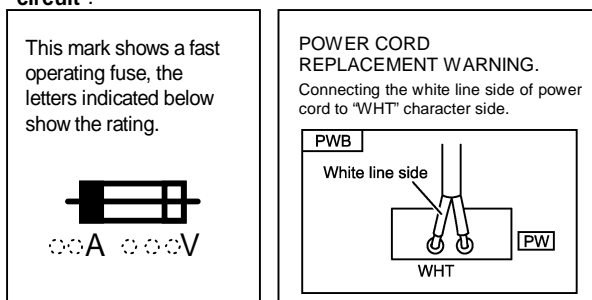 circuit".
This mark shows a fast
operating fuse, the
letters indicated below
show the rating.
A V
POWER CORD
REPLACEMENT WARNING.
Connecting the white line side of power
cord to “WHT” character side.
PWB
White line side
PW
WHT